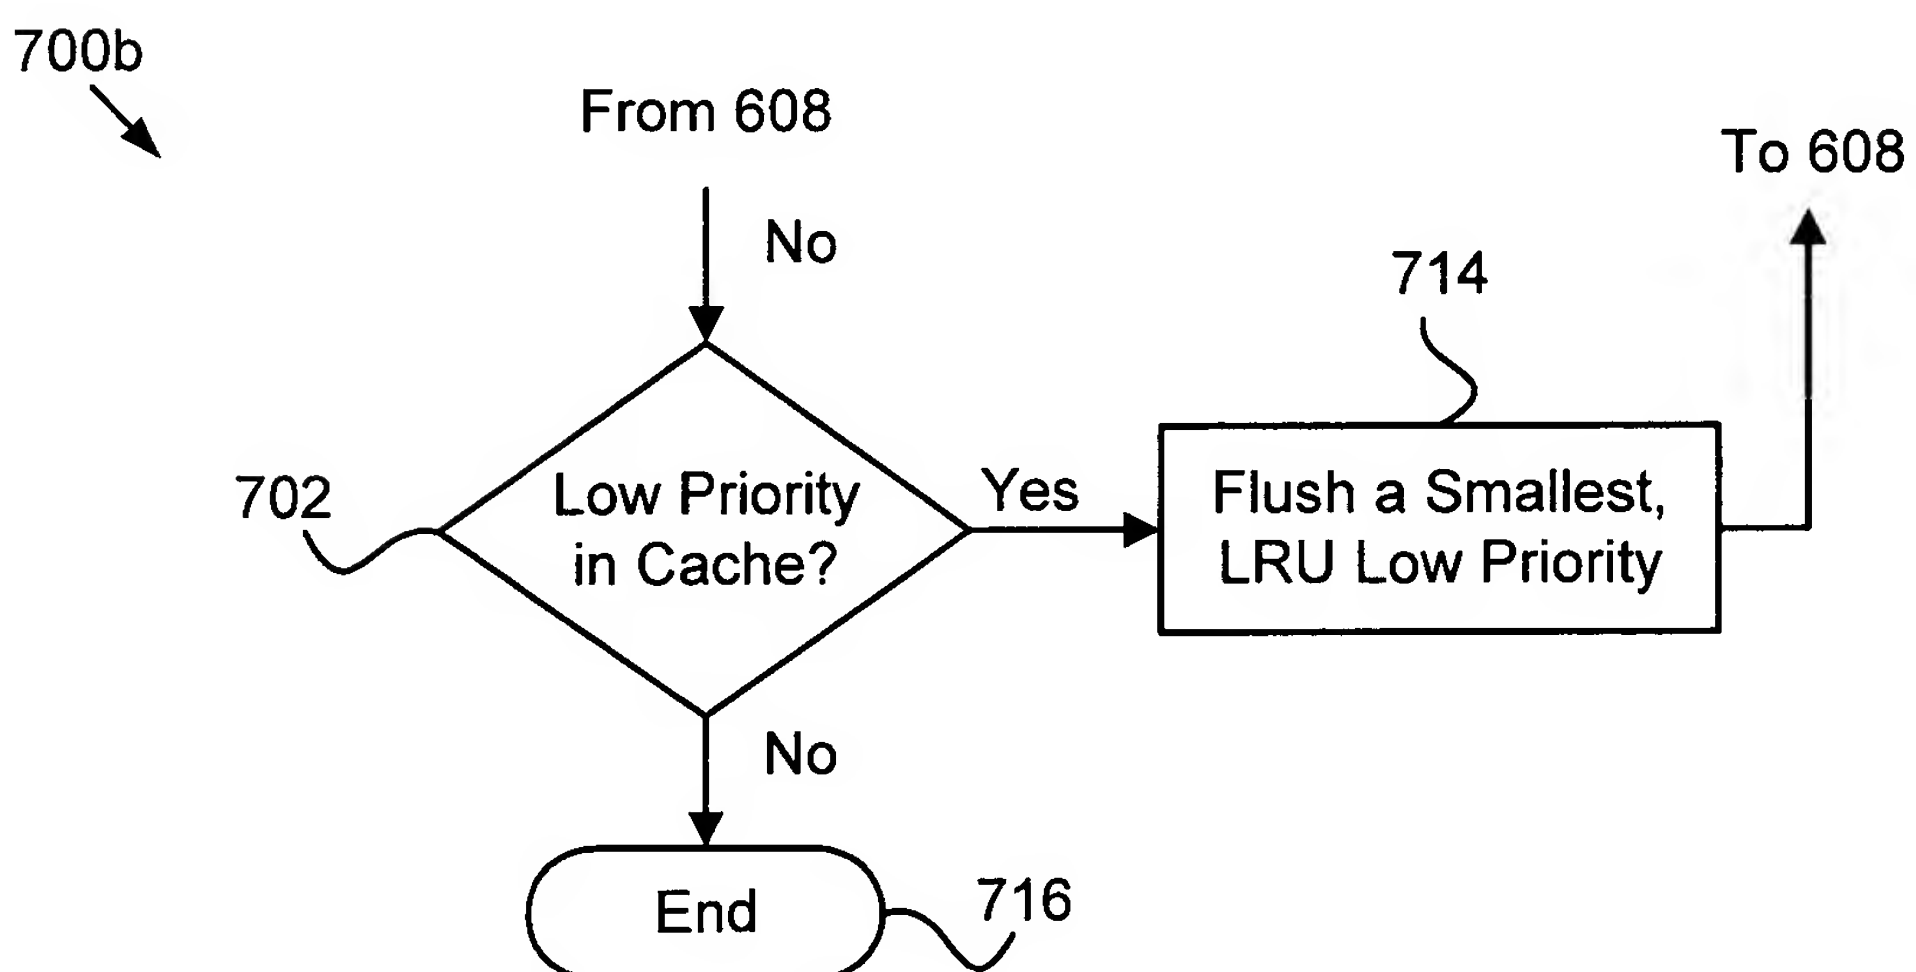 700b
From 608
To 608
No
714
702
Low Priority
in Cache?
Yes
Flush a Smallest,
LRU Low Priority
No
End
716